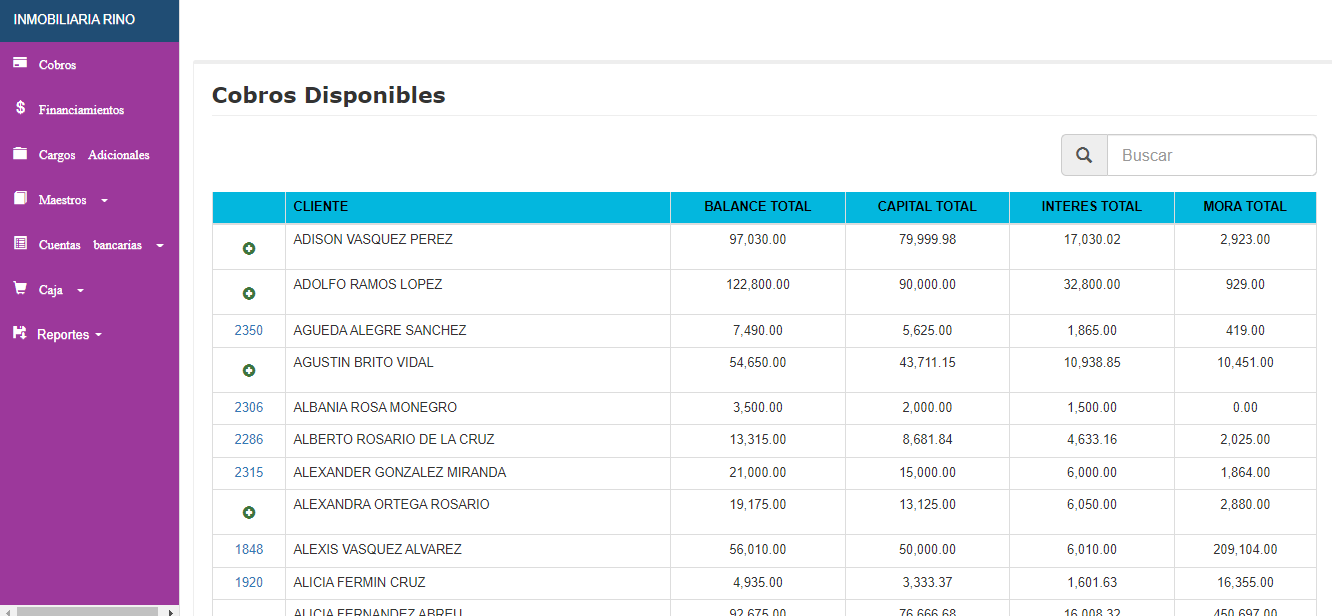 INMOBILIARIA RINO
Cobros
Financiamientos
Cargos Adicionales
Maestros
Cuentas bancarias
Caja
Reportes
Cobros Disponibles
Buscar
CLIENTE BALANCE TOTAL CAPITAL TOTAL INTERES TOTAL MORA TOTAL
ADISON VASQUEZ PEREZ 97,030.00 79,999.98 17,030.02 2,923.00
ADOLFO RAMOS LOPEZ 122,800.00 90,000.00 32,800.00 929.00
2350 AGUEDA ALEGRE SANCHEZ 7,490.00 5,625.00 1,865.00 419.00
AGUSTIN BRITO VIDAL 54,650.00 43,711.15 10,938.85 10,451.00
2306 ALBANIA ROSA MONEGRO 3,500.00 2,000.00 1,500.00 0.00
2286 ALBERTO ROSARIO DE LA CRUZ 13,315.00 8,681.84 4,633.16 2,025.00
2315 ALEXANDER GONZALEZ MIRANDA 21,000.00 15,000.00 6,000.00 1,864.00
ALEXANDRA ORTEGA ROSARIO 19,175.00 13,125.00 6,050.00 2,880.00
1848 ALEXIS VASQUEZ ALVAREZ 56,010.00 50,000.00 6,010.00 209,104.00
1920 ALICIA FERMIN CRUZ 4,935.00 3,333.37 1,601.63 16,355.00
ALICIA FERNANDEZ ABREU 92,675.00 76,666.68 16,008.32 450,697.00